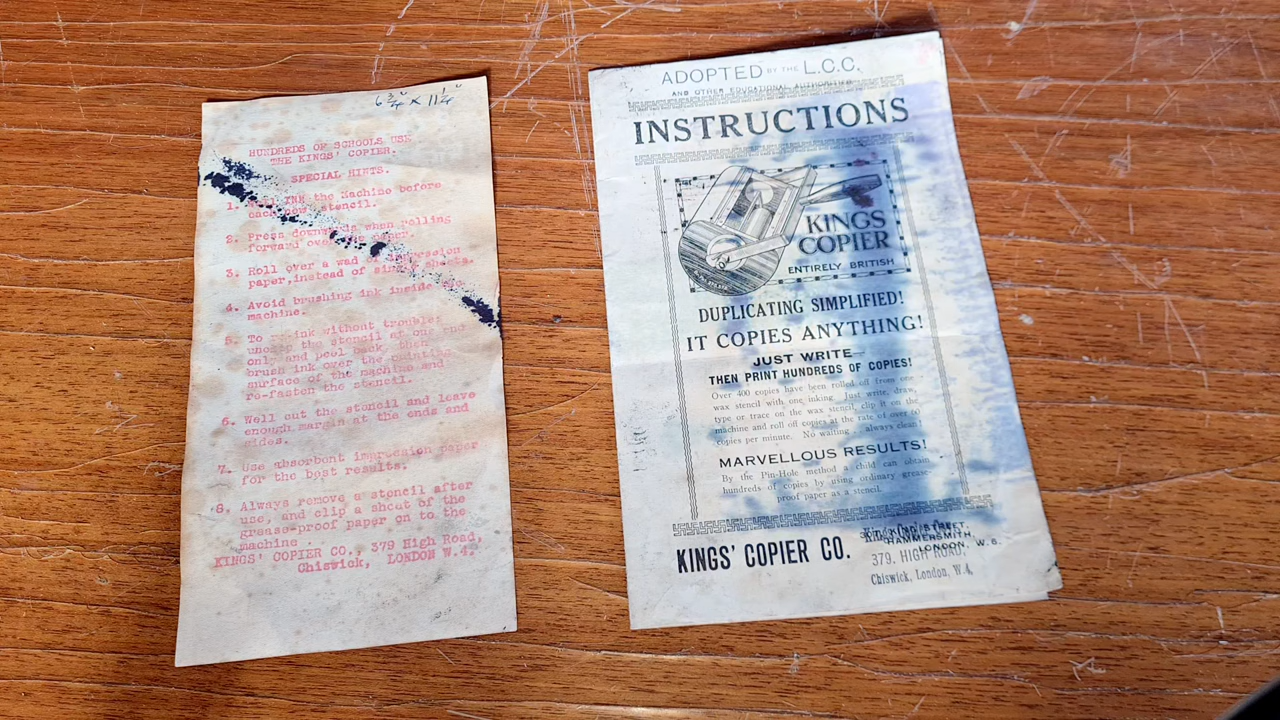 6 3/4" x 11 1/4"
HUNDREDS OF SCHOOLS USE
THE KINGS' COPIER.
SPECIAL HINTS.
1. INK the Machine before
each new stencil.
2. Press downwards when rolling
forward over the paper.
3. Roll over a wad of impression
paper, instead of single sheets.
4. Avoid brushing ink inside the
machine.
5. To ink without trouble:
the stencil at one end
only and peel back, then
brush ink over the printing
surface of the machine and
re-fasten the stencil.
6. Well cut the stencil and leave
enough margin at the ends and
sides.
7. Use absorbent impression paper
for the best results.
8. Always remove a stencil after
use, and clip a sheet of the
grease-proof paper on to the
machine.
KINGS' COPIER CO., 379 High Road,
Chiswick, LONDON W.4.
ADOPTED BY THE L.C.C.
AND OTHER EDUCATIONAL AUTHORITIES
INSTRUCTIONS
KINGS
COPIER
ENTIRELY BRITISH
DUPLICATING SIMPLIFIED!
IT COPIES ANYTHING!
JUST WRITE—
THEN PRINT HUNDREDS OF COPIES!
Over 400 copies have been rolled off from one
wax stencil with one inking. Just write, draw,
type or trace on the wax stencil, clip it on the
machine and roll off copies at the rate of over 60
copies per minute. No waiting . . always clean!
MARVELLOUS RESULTS!
By the Pin-Hole method a child can obtain
hundreds of copies by using ordinary grease-
proof paper as a stencil.
KINGS' COPIER CO.
STREET,
HAMMERSMITH,
LONDON, W.6.
379. HIGH ROAD.
Chiswick, London, W.4,